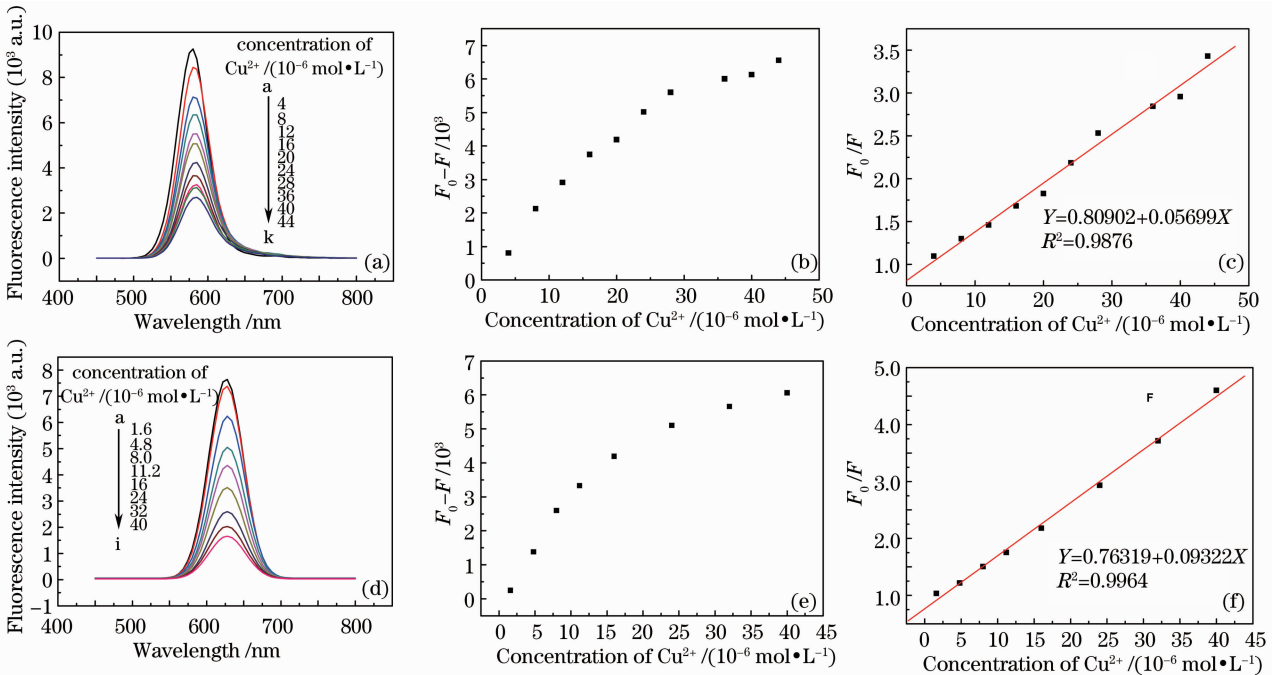 Fluorescence intensity (10³ a.u.)
10
8
6
4
2
0
400 500 600 700 800
Wavelength /nm
concentration of
Cu²⁺/(10⁻⁶ mol•L⁻¹)
a
4
8
12
16
20
24
28
36
40
44
k
(a)
F₀−F /10³
7
6
5
4
3
2
1
0
0 10 20 30 40 50
Concentration of Cu²⁺/(10⁻⁶ mol•L⁻¹)
(b)
F₀/F
3.5
3.0
2.5
2.0
1.5
1.0
0 10 20 30 40 50
Concentration of Cu²⁺/(10⁻⁶ mol•L⁻¹)
Y=0.80902+0.05699X
R²=0.9876
(c)
Fluorescence intensity (10³ a.u.)
8
7
6
5
4
3
2
1
0
−1
400 500 600 700 800
Wavelength /nm
concentration of
Cu²⁺/(10⁻⁶ mol•L⁻¹)
a
1.6
4.8
8.0
11.2
16
24
32
40
i
(d)
F₀−F /10³
7
6
5
4
3
2
1
0
0 5 10 15 20 25 30 35 40 45
Concentration of Cu²⁺/(10⁻⁶ mol•L⁻¹)
(e)
F₀/F
5.0
4.0
3.0
2.0
1.0
0 5 10 15 20 25 30 35 40 45
Concentration of Cu²⁺/(10⁻⁶ mol•L⁻¹)
F
Y=0.76319+0.09322X
R²=0.9964
(f)